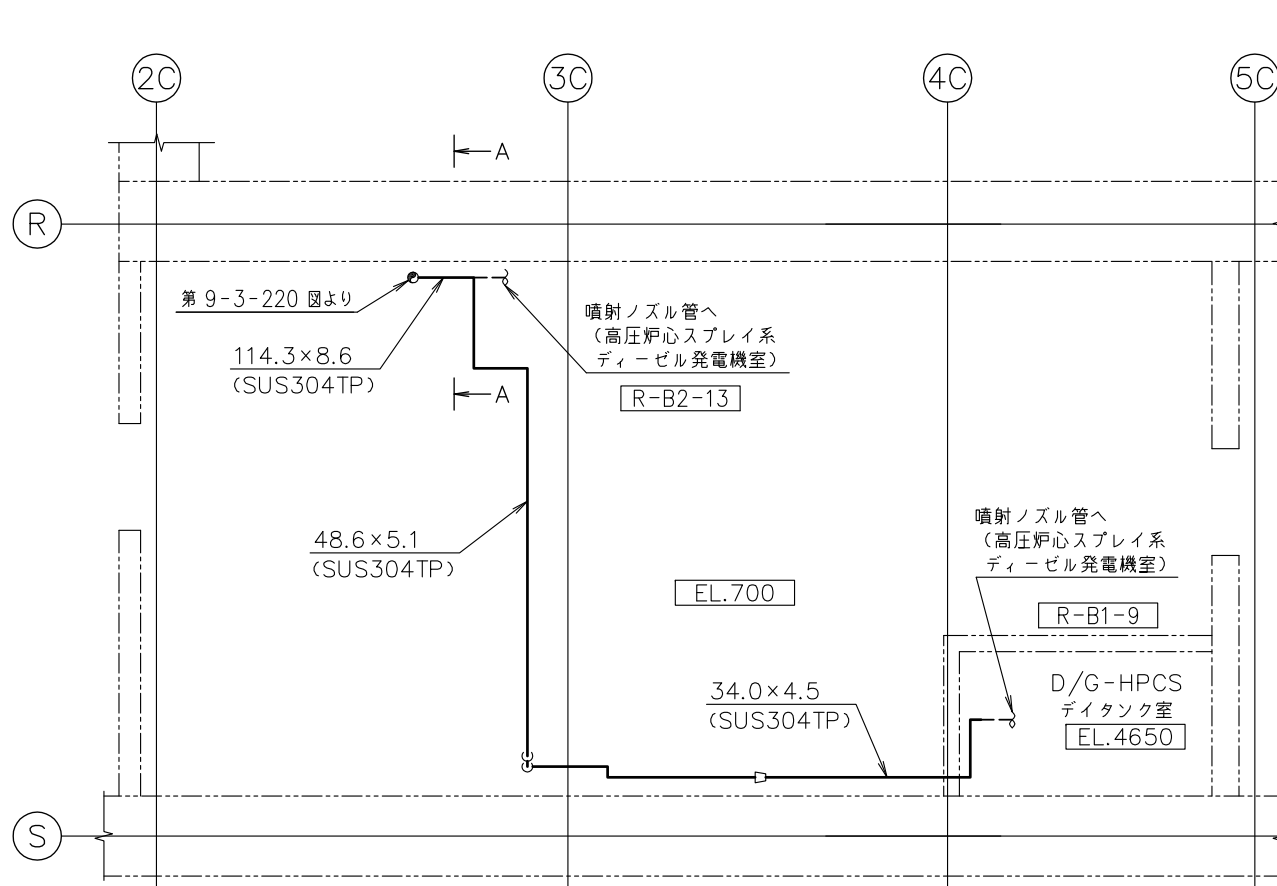 2C
3C
4C
5C
A
R
第 9-3-220 図より
噴射ノズル管へ
(高圧炉心スプレイ系
ディーゼル発電機室)
R-B2-13
114.3×8.6
(SUS304TP)
A
48.6×5.1
(SUS304TP)
噴射ノズル管へ
(高圧炉心スプレイ系
ディーゼル発電機室)
EL.700
R-B1-9
34.0×4.5
(SUS304TP)
D/G-HPCS
デイタンク室
EL.4650
S